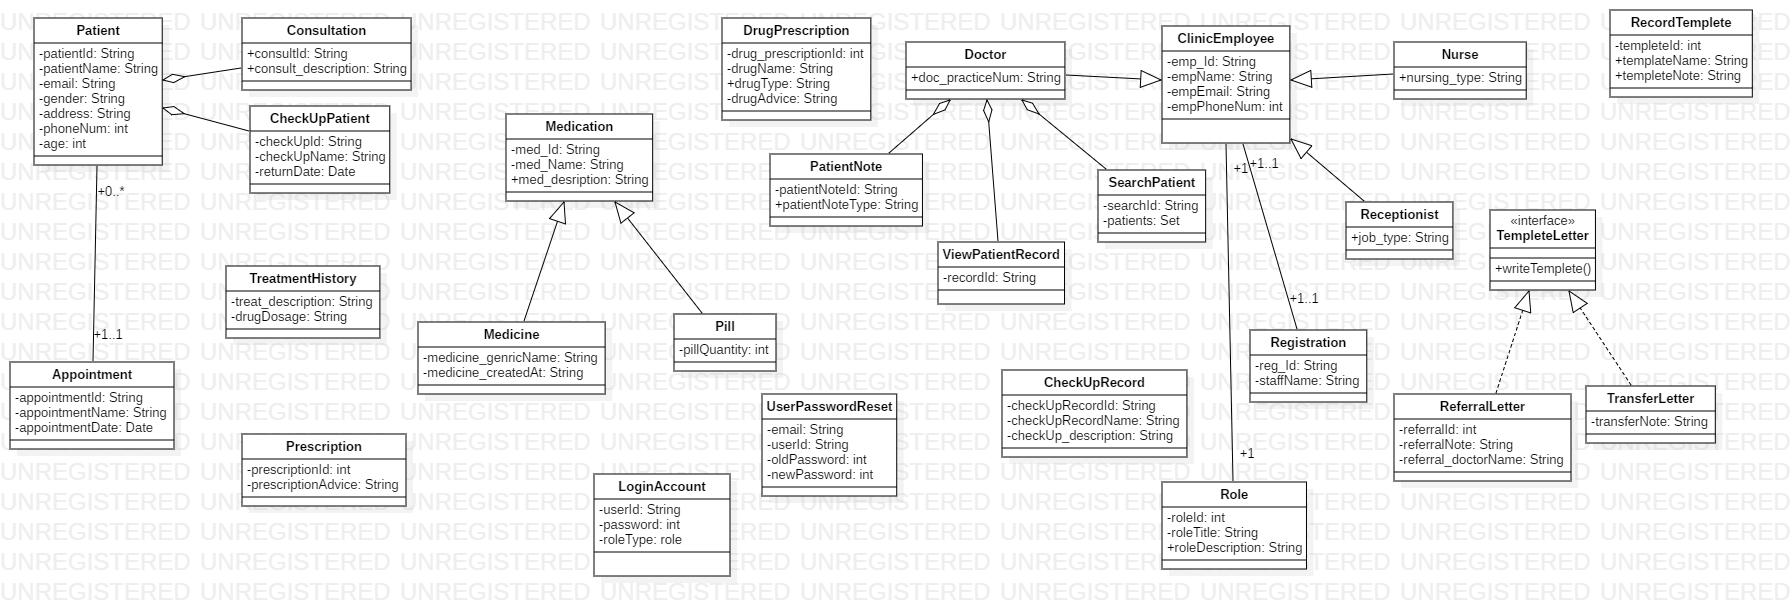 Patient
-patientId: String
-patientName: String
-email: String
-gender: String
-address: String
-phoneNum: int
-age: int
Consultation
+consultId: String
+consult_description: String
CheckUpPatient
-checkUpId: String
-checkUpName: String
-returnDate: Date
+0..*
+1..1
Appointment
-appointmentId: String
-appointmentName: String
-appointmentDate: Date
TreatmentHistory
-treat_description: String
-drugDosage: String
Prescription
-prescriptionId: int
-prescriptionAdvice: String
Medication
-med_Id: String
-med_Name: String
+med_desription: String
Medicine
-medicine_genricName: String
-medicine_createdAt: String
Pill
-pillQuantity: int
LoginAccount
-userId: String
-password: int
-roleType: role
UserPasswordReset
-email: String
-userId: String
-oldPassword: int
-newPassword: int
DrugPrescription
-drug_prescriptionId: int
-drugName: String
+drugType: String
-drugAdvice: String
Doctor
+doc_practiceNum: String
PatientNote
-patientNoteId: String
+patientNoteType: String
ViewPatientRecord
-recordId: String
SearchPatient
-searchId: String
-patients: Set
CheckUpRecord
-checkUpRecordId: String
-checkUpRecordName: String
-checkUp_description: String
ClinicEmployee
-emp_Id: String
-empName: String
-empEmail: String
-empPhoneNum: int
+1
+1..1
+1..1
+1
Nurse
+nursing_type: String
Receptionist
+job_type: String
Registration
-reg_Id: String
-staffName: String
Role
-roleId: int
-roleTitle: String
+roleDescription: String
RecordTemplete
-templeteId: int
+templateName: String
+templeteNote: String
«interface»
TempleteLetter
+writeTemplete()
ReferralLetter
-referralId: int
-referralNote: String
-referral_doctorName: String
TransferLetter
-transferNote: String
UNREGISTERED